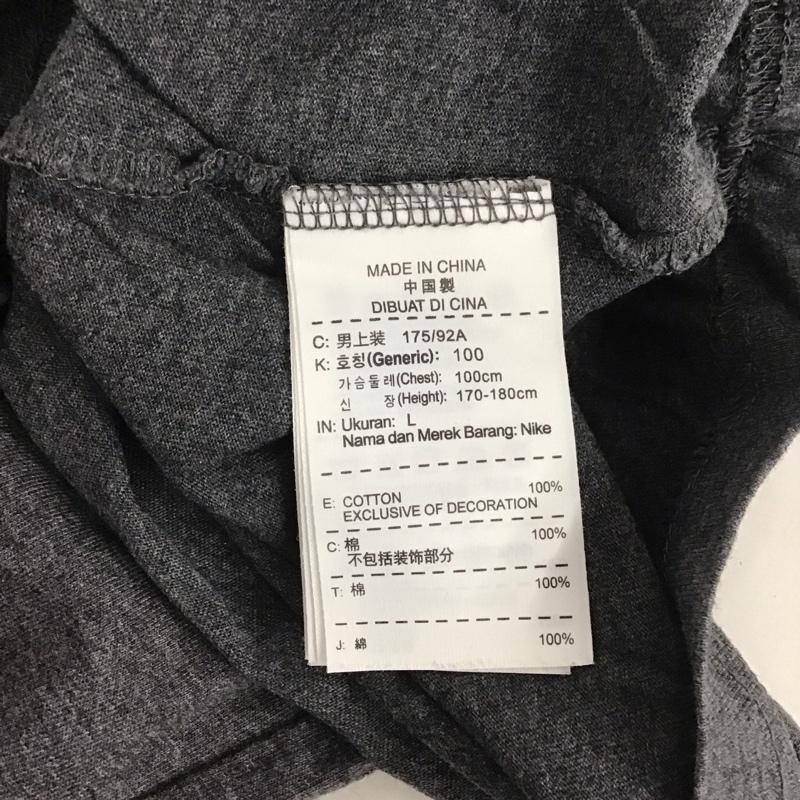 MADE IN CHINA
中国製
DIBUAT DI CINA
C: 男上装 175/92A
K: 호칭(Generic): 100
가슴둘레(Chest): 100cm
신 장(Height): 170-180cm
IN: Ukuran: L
Nama dan Merek Barang: Nike
E: COTTON 100%
EXCLUSIVE OF DECORATION
C: 棉 100%
不包括装饰部分
T: 棉 100%
J: 綿 100%